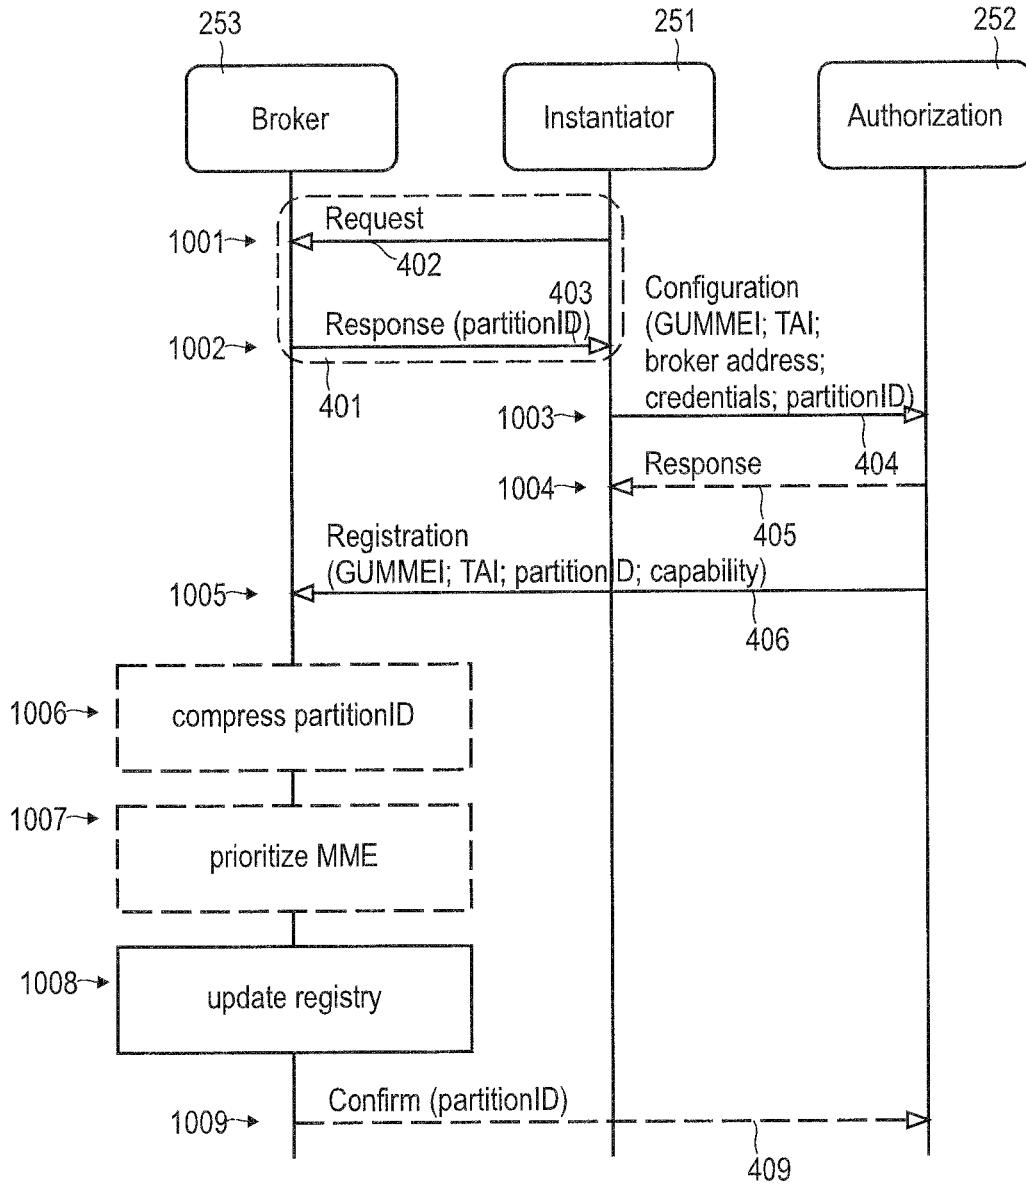 253
251
252
Broker
Instantiator
Authorization
Request
1001
402
403
Configuration
(GUMMEI; TAI;
broker address;
credentials; partitionID)
Response (partitionID)
1002
401
1003
404
Response
1004
405
Registration
(GUMMEI; TAI; partitionID; capability)
1005
406
1006
compress partitionID
1007
prioritize MME
1008
update registry
Confirm (partitionID)
1009
409